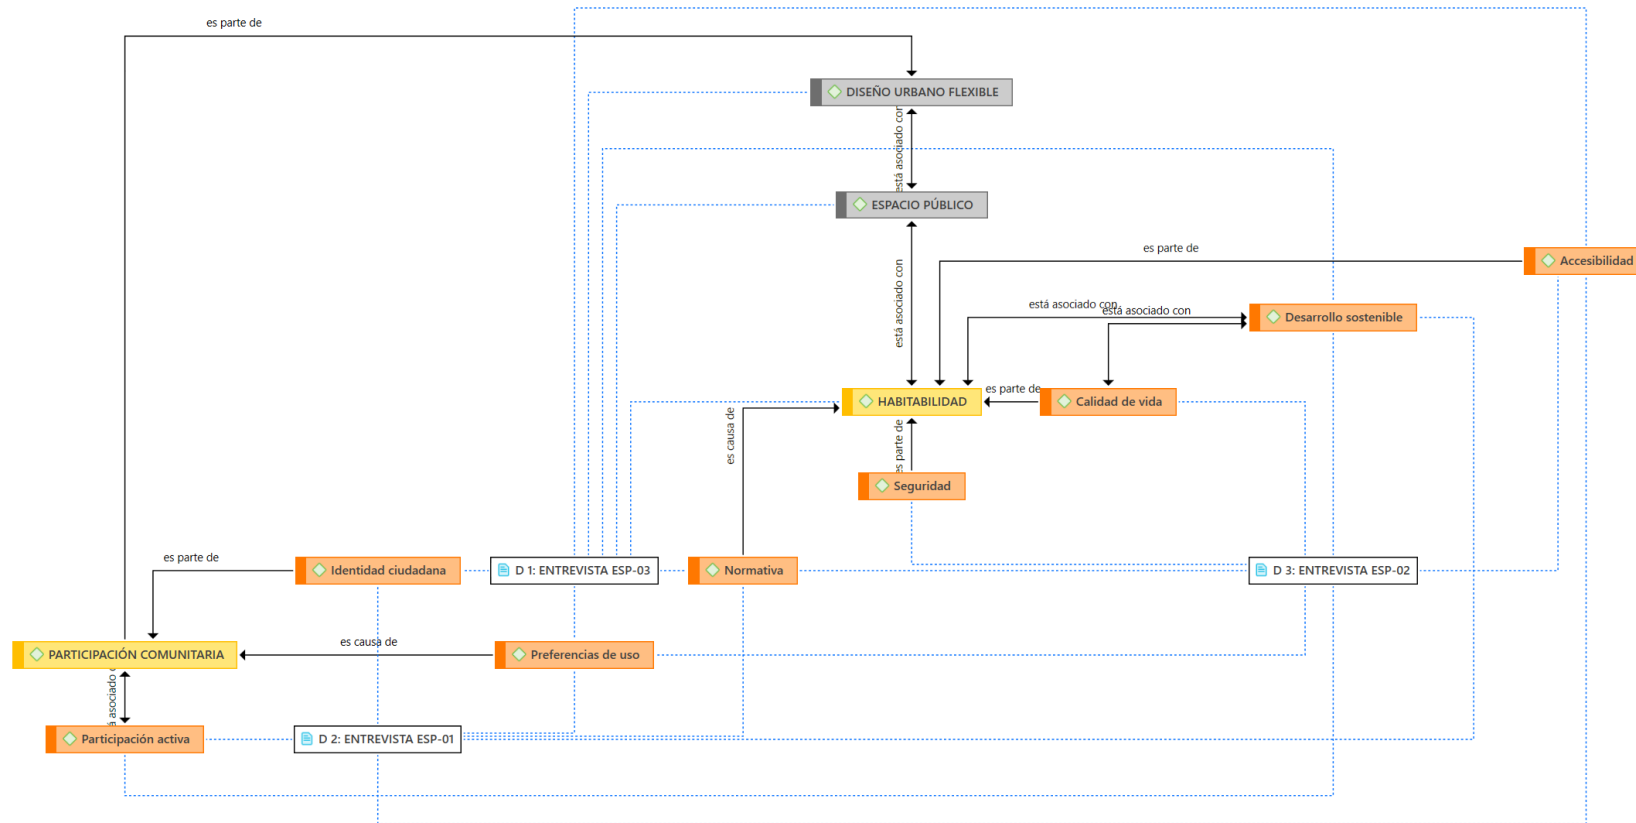 es parte de
DISEÑO URBANO FLEXIBLE
está asociado con
ESPACIO PÚBLICO
es parte de
Accesibilidad
está asociado con
está asociado con
está asociado con
Desarrollo sostenible
es parte de
HABITABILIDAD
Calidad de vida
es causa de
es parte de
Seguridad
es parte de
Identidad ciudadana
D 1: ENTREVISTA ESP-03
Normativa
D 3: ENTREVISTA ESP-02
es causa de
PARTICIPACIÓN COMUNITARIA
Preferencias de uso
asociado
Participación activa
D 2: ENTREVISTA ESP-01